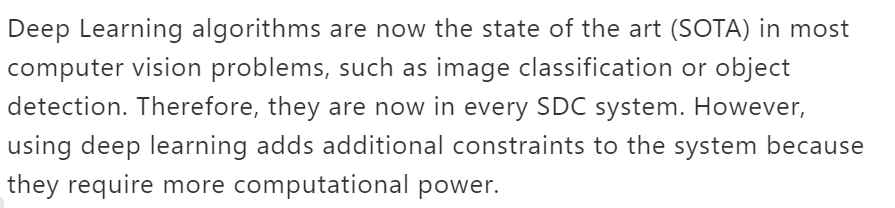 Deep Learning algorithms are now the state of the art (SOTA) in most
computer vision problems, such as image classification or object
detection. Therefore, they are now in every SDC system. However,
using deep learning adds additional constraints to the system because
they require more computational power.